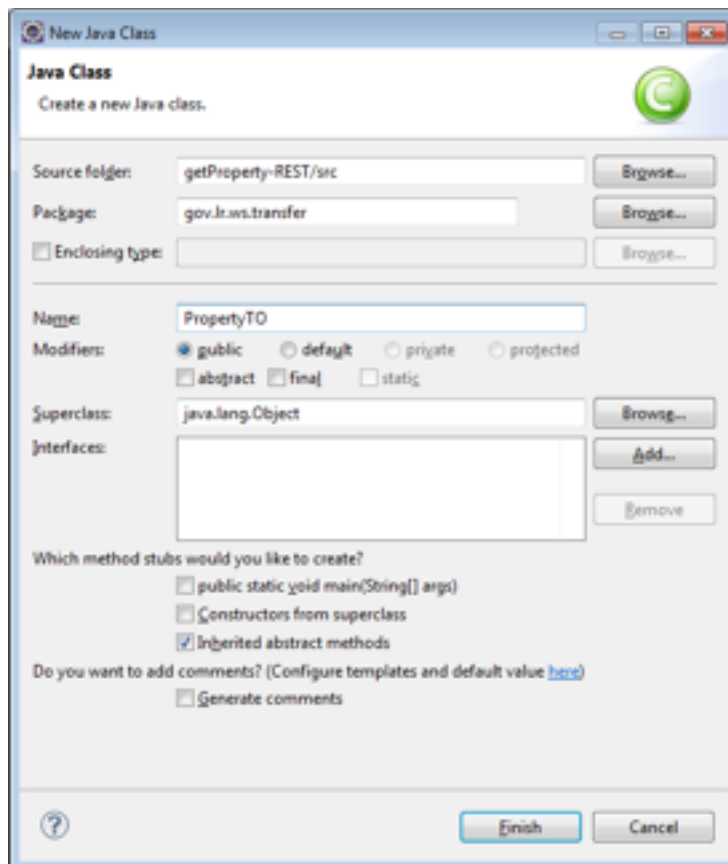 New Java Class
Java Class
Create a new Java class.
C
Source folder: getProperty-REST/src Browse...
Package: gov.lr.ws.transfer Browse...
Enclosing type: Browse...
Name: PropertyTO
Modifiers: public default private protected
abstract final static
Superclass: java.lang.Object Browse...
Interfaces: Add...
Remove
Which method stubs would you like to create?
public static void main(String[] args)
Constructors from superclass
Inherited abstract methods
Do you want to add comments? (Configure templates and default value here)
Generate comments
? Finish Cancel